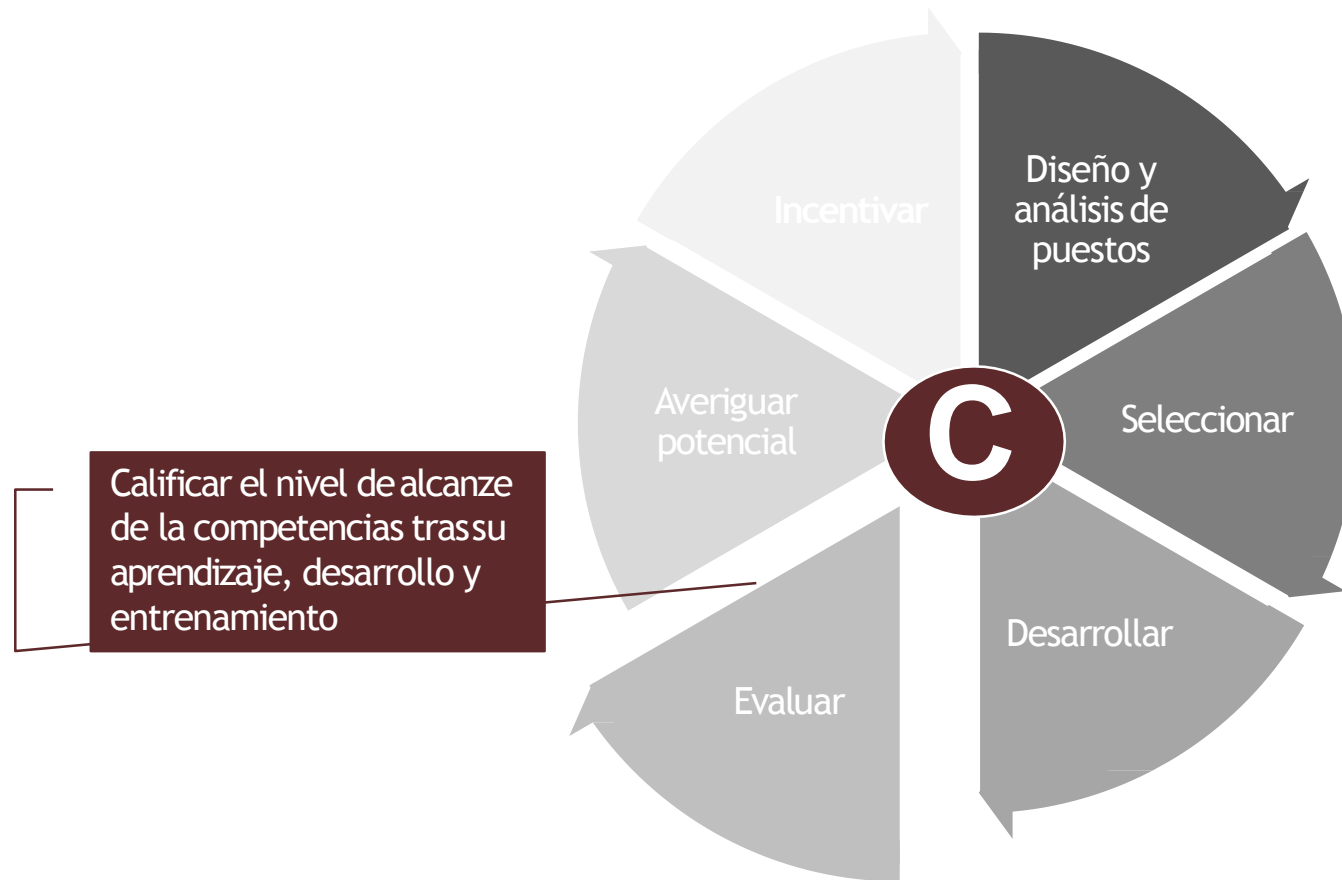 Incentivar
Diseño y
análisis de
puestos
Averiguar
potencial
C
Seleccionar
Calificar el nivel de alcanze
de la competencias tras su
aprendizaje, desarrollo y
entrenamiento
Desarrollar
Evaluar